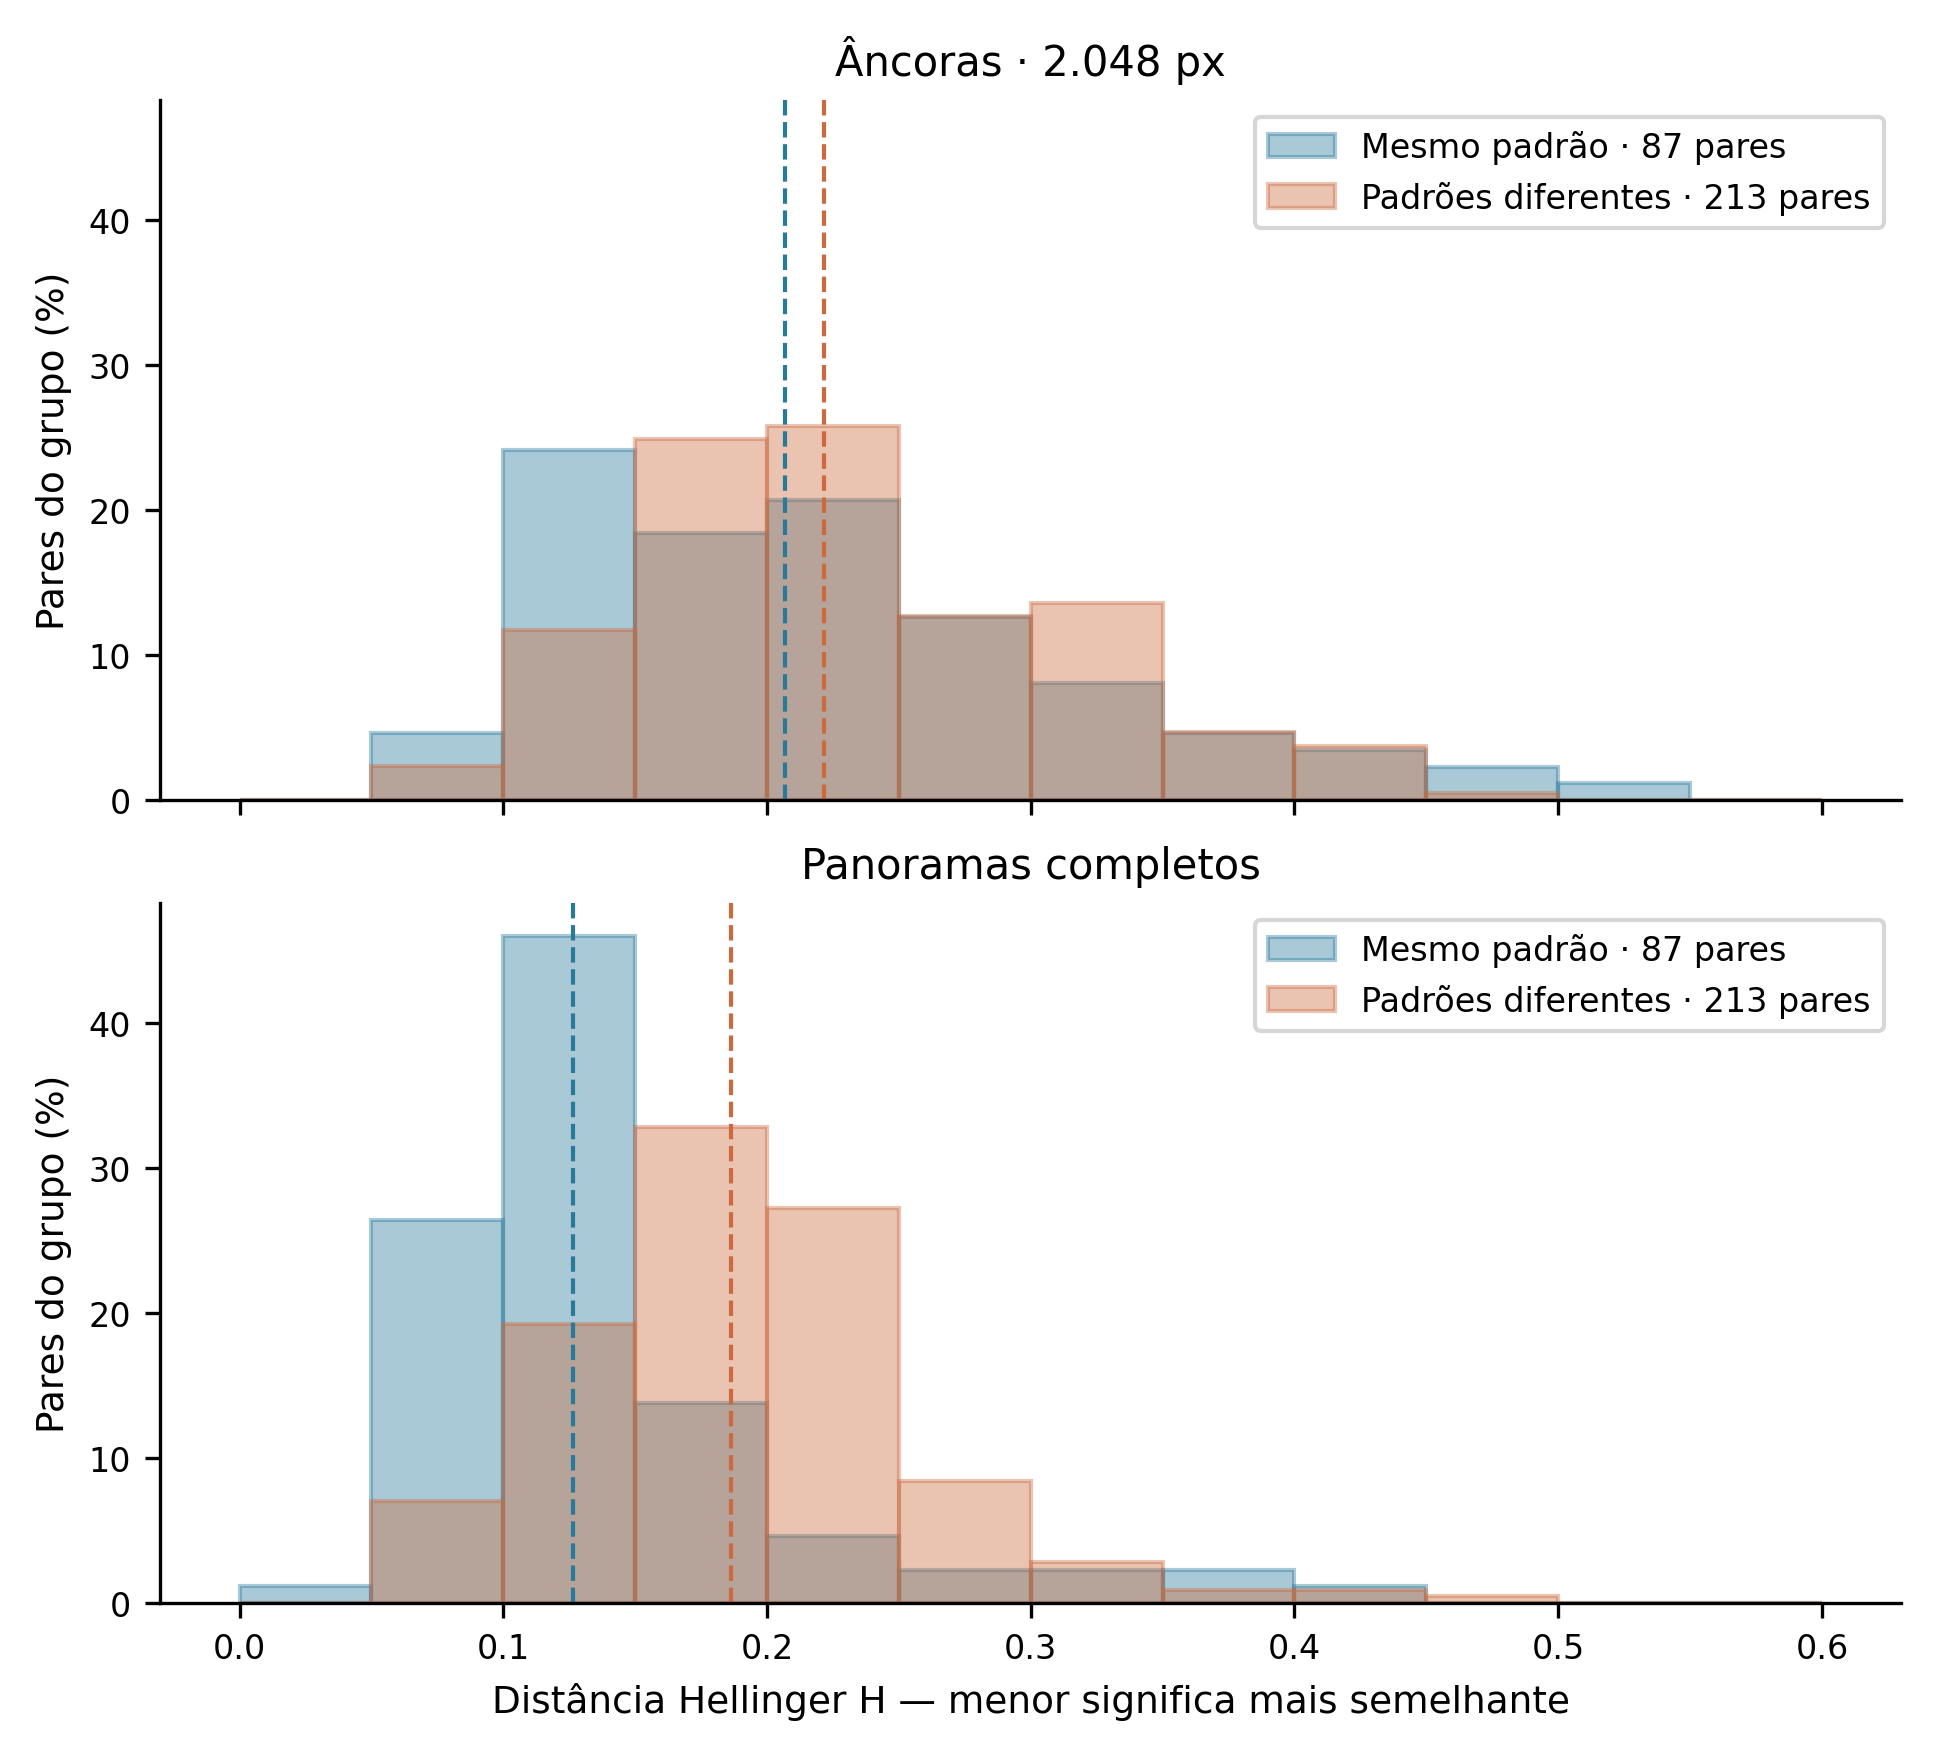 Âncoras · 2.048 px
Mesmo padrão · 87 pares
Padrões diferentes · 213 pares
Pares do grupo (%)
40
30
20
10
0
Panoramas completos
Mesmo padrão · 87 pares
Padrões diferentes · 213 pares
Pares do grupo (%)
40
30
20
10
0
0.0 0.1 0.2 0.3 0.4 0.5 0.6
Distância Hellinger H — menor significa mais semelhante